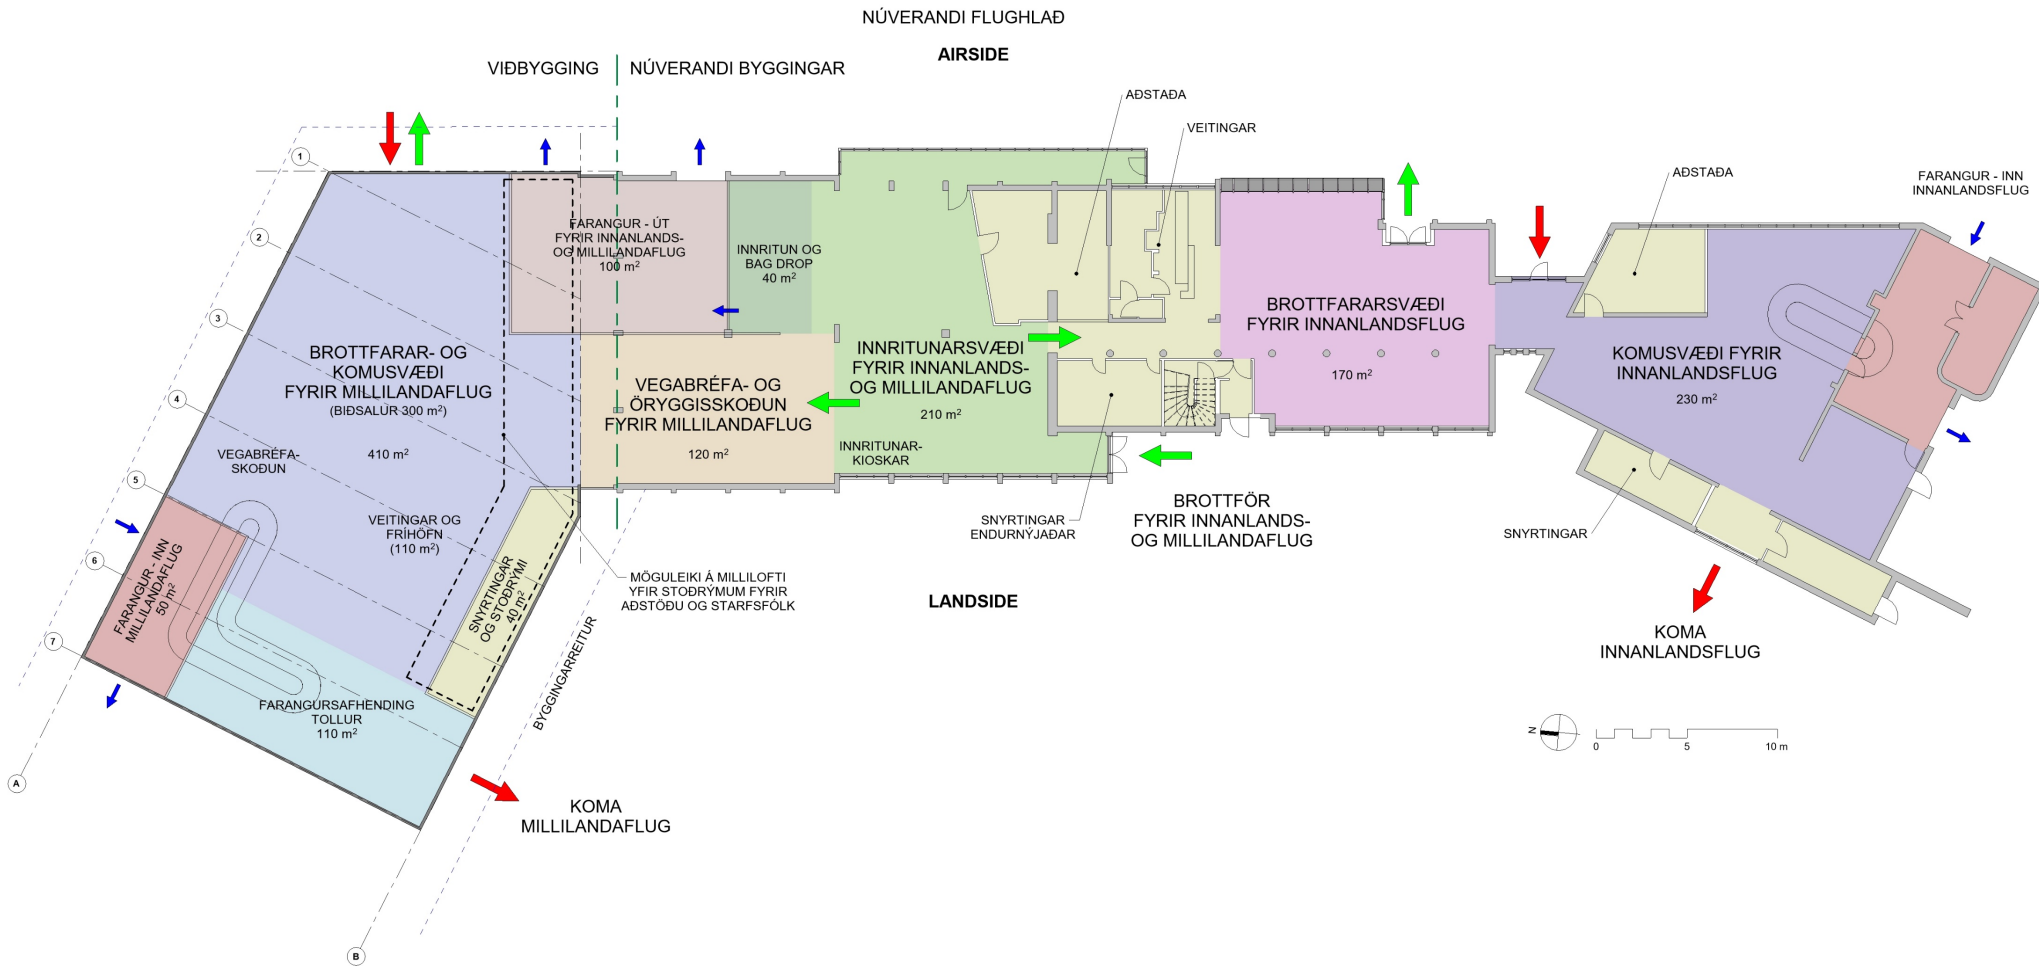 NÚVERANDI FLUGHLAÐ
AIRSIDE
VIÐBYGGING
NÚVERANDI BYGGINGAR
AÐSTAÐA
VEITINGAR
AÐSTAÐA
FARANGUR - INN
INNANLANDSFLUG
1
2
3
4
5
6
7
A
B
FARANGUR - ÚT
FYRIR INNANLANDS-
OG MILLILANDAFLUG
100 m²
INNRITUN OG
BAG DROP
40 m²
BROTTFARAR- OG
KOMUSVÆÐI
FYRIR MILLILANDAFLUG
(BIÐSALUR 300 m²)
410 m²
VEGABRÉFA-
SKOÐUN
VEITINGAR OG
FRÍHÖFN
(110 m²)
VEGABRÉFA- OG
ÖRYGGISSKOÐUN
FYRIR MILLILANDAFLUG
120 m²
INNRITUNARSVÆÐI
FYRIR INNANLANDS-
OG MILLILANDAFLUG
210 m²
INNRITUNAR-
KIOSKAR
BROTTFARARSVÆÐI
FYRIR INNANLANDSFLUG
170 m²
KOMUSVÆÐI FYRIR
INNANLANDSFLUG
230 m²
SNYRTINGAR
ENDURNÝJAÐAR
BROTTFÖR
FYRIR INNANLANDS-
OG MILLILANDAFLUG
SNYRTINGAR
FARANGUR - INN
MILLILANDAFLUG
50 m²
SNYRTINGAR
OG STOÐRÝMI
40 m²
MÖGULEIKI Á MILLILOFTI
YFIR STOÐRÝMUM FYRIR
AÐSTÖÐU OG STARFSFÓLK
LANDSIDE
BYGGINGARREITUR
KOMA
INNANLANDSFLUG
FARANGURSAFHENDING
TOLLUR
110 m²
KOMA
MILLILANDAFLUG
N
0 5 10 m